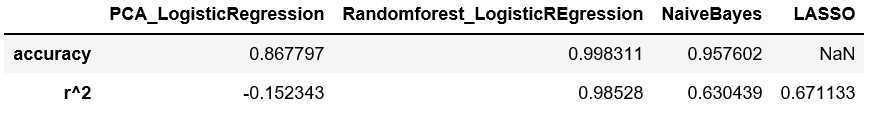 PCA_LogisticRegression Randomforest_LogisticREgression NaiveBayes LASSO
accuracy 0.867797 0.998311 0.957602 NaN
r^2 -0.152343 0.98528 0.630439 0.671133